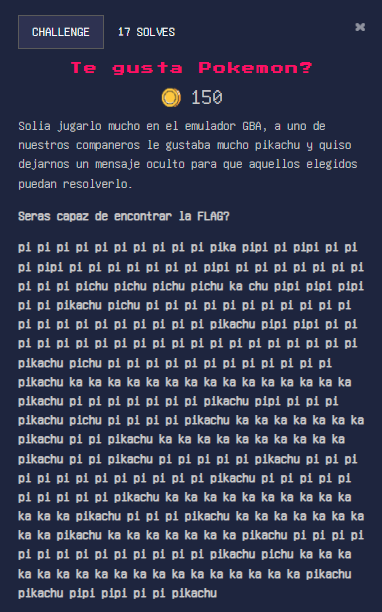 CHALLENGE 17 SOLVES ×
Te gusta Pokemon?
150
Solia jugarlo mucho en el emulador GBA, a uno de
nuestros companeros le gustaba mucho pikachu y quiso
dejarnos un mensaje oculto para que aquellos elegidos
puedan resolverlo.
Seras capaz de encontrar la FLAG?
pi pi pi pi pi pi pi pi pi pi pika pipi pi pipi pi pi
pi pipi pi pi pi pi pi pi pi pipi pi pi pi pi pi pi pi
pi pi pi pichu pichu pichu pichu ka chu pipi pipi pipi
pi pi pikachu pichu pi pi pi pi pi pi pi pi pi pi pi
pi pi pi pi pi pi pi pi pi pi pikachu pipi pipi pi pi
pi pi pi pi pi pi pi pi pi pi pi pi pi pi pi pi pi pi
pikachu pichu pi pi pi pi pi pi pi pi pi pi pi pi
pikachu ka ka ka ka ka ka ka ka ka ka ka ka ka ka ka
pikachu pi pi pi pi pi pi pikachu pipi pi pi pi pi
pikachu pichu pi pi pi pi pi pikachu ka ka ka ka ka ka ka
pikachu pi pi pikachu ka ka ka ka ka ka ka ka ka ka
pikachu pi pi pikachu pi pi pi pi pi pikachu pi pi pi
pi pi pi pi pi pi pi pi pi pi pikachu pi pi pi pi pi
pi pi pi pi pi pikachu ka ka ka ka ka ka ka ka ka ka
ka ka ka pikachu pi pi pi pi pikachu ka ka ka ka ka ka ka
ka ka pikachu ka ka ka ka ka ka ka ka pikachu pi pi pi pi
pi pi pi pi pi pi pi pi pi pi pikachu pichu ka ka ka
ka ka ka ka ka ka ka ka ka ka ka ka ka ka ka pikachu
pikachu pipi pipi pi pi pikachu